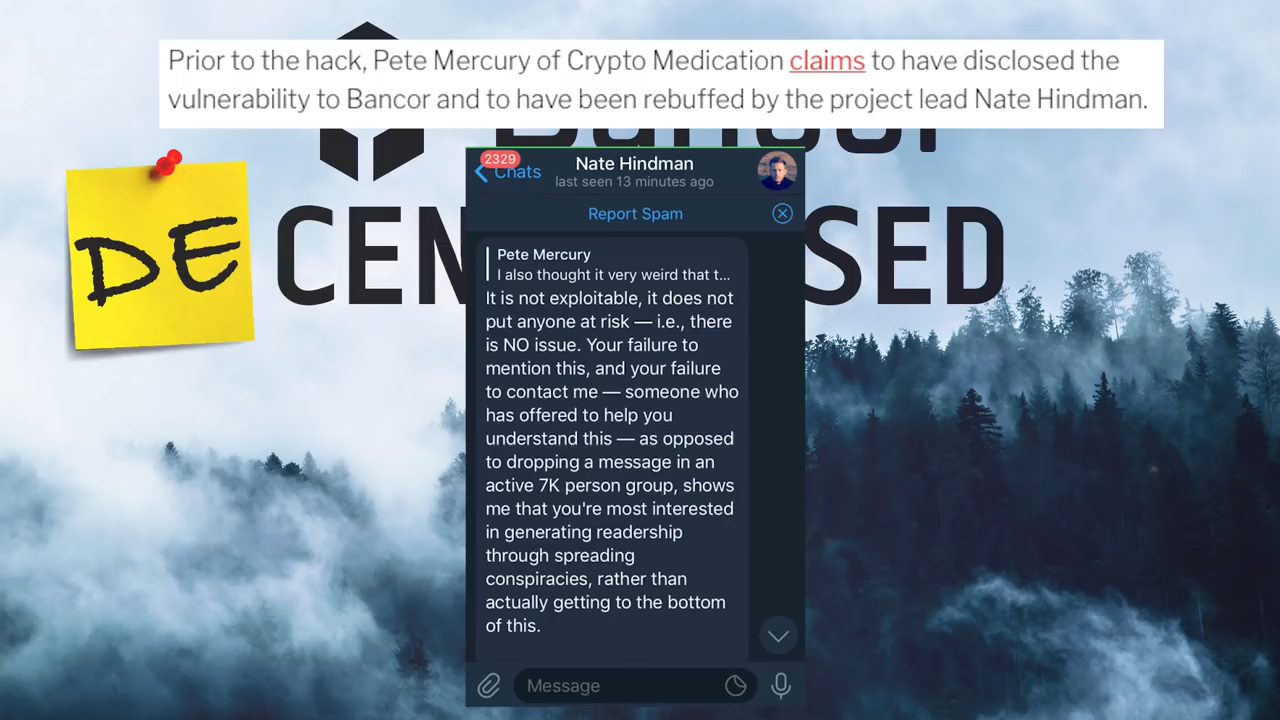 Prior to the hack, Pete Mercury of Crypto Medication claims to have disclosed the
vulnerability to Bancor and to have been rebuffed by the project lead Nate Hindman.
DE
CEN
SED
2329
Chats
Nate Hindman
last seen 13 minutes ago
Report Spam
Pete Mercury
I also thought it very weird that t...
It is not exploitable, it does not
put anyone at risk — i.e., there
is NO issue. Your failure to
mention this, and your failure
to contact me — someone who
has offered to help you
understand this — as opposed
to dropping a message in an
active 7K person group, shows
me that you're most interested
in generating readership
through spreading
conspiracies, rather than
actually getting to the bottom
of this.
Message